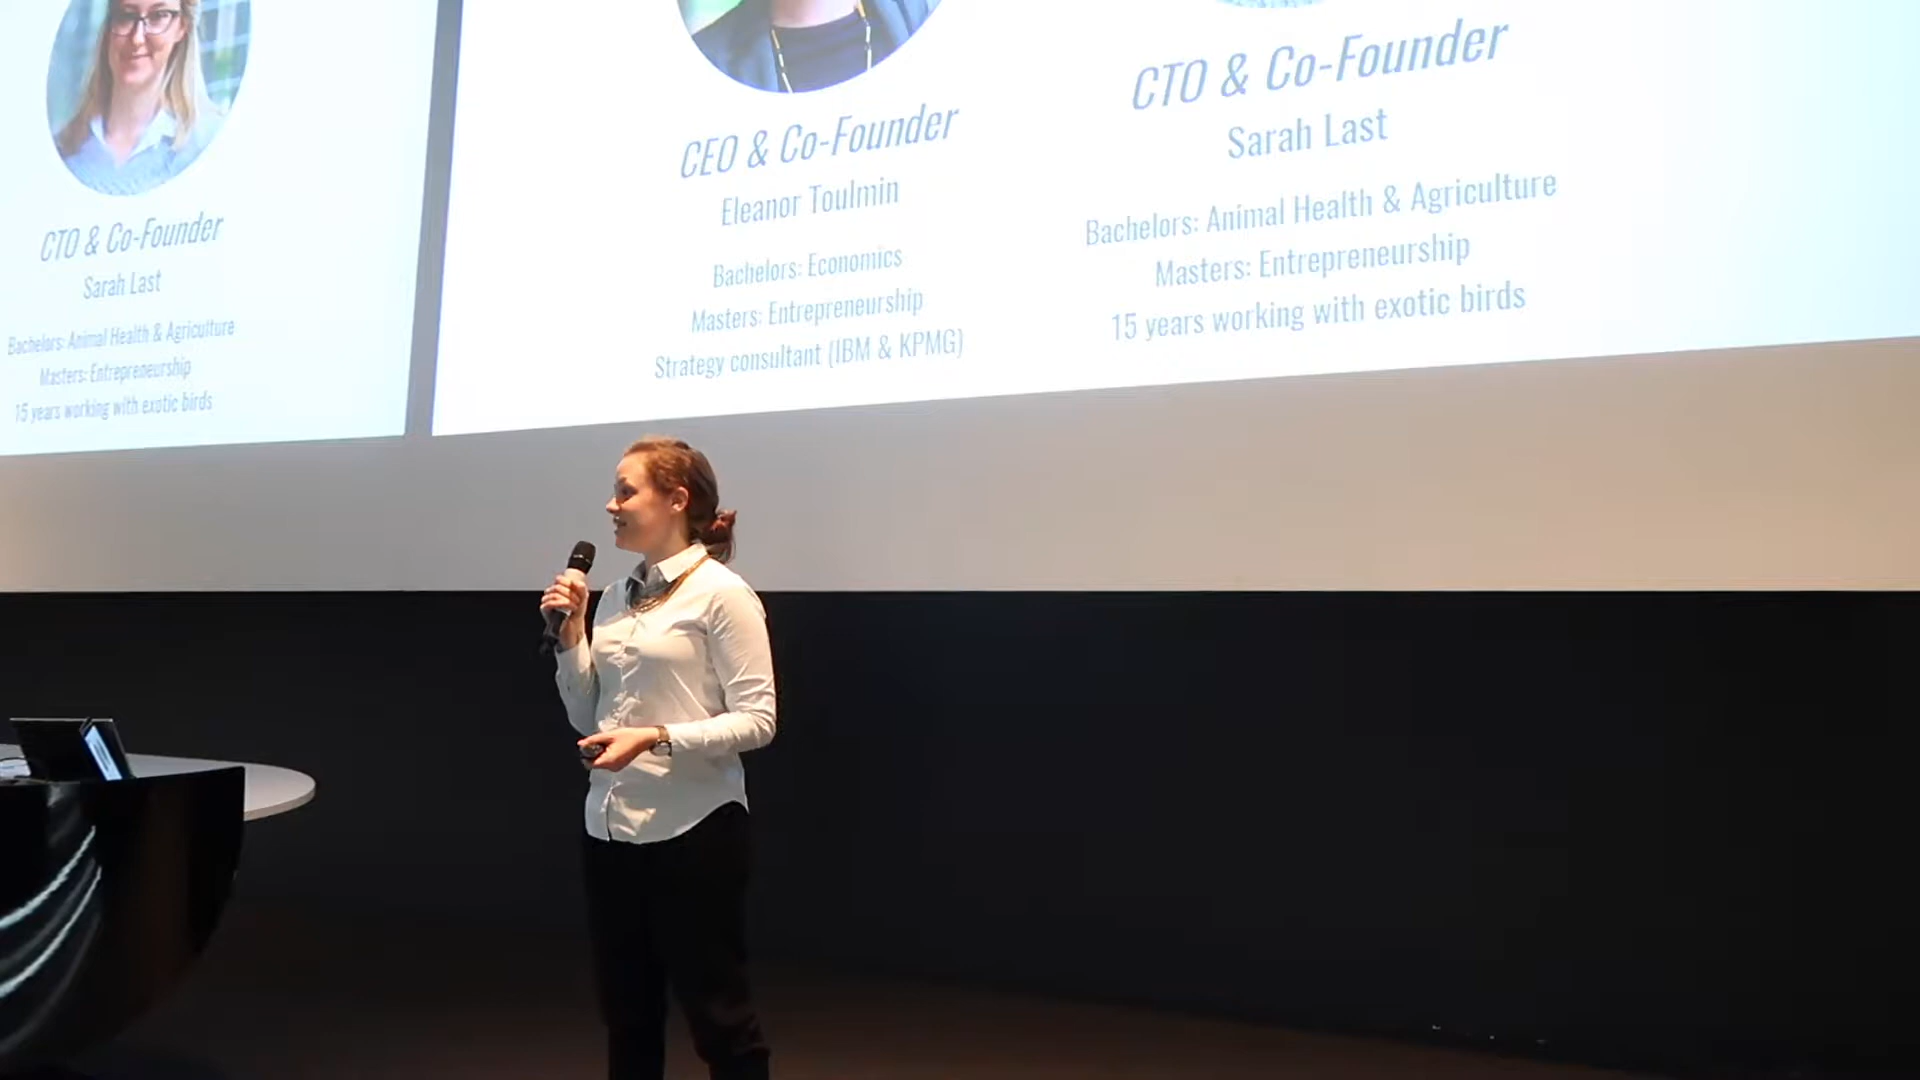 CTO & Co-Founder
Sarah Last
Bachelors: Animal Health & Agriculture
Masters: Entrepreneurship
15 years working with exotic birds
CEO & Co-Founder
Eleanor Toulmin
Bachelors: Economics
Masters: Entrepreneurship
Strategy consultant (IBM & KPMG)
CTO & Co-Founder
Sarah Last
Bachelors: Animal Health & Agriculture
Masters: Entrepreneurship
15 years working with exotic birds